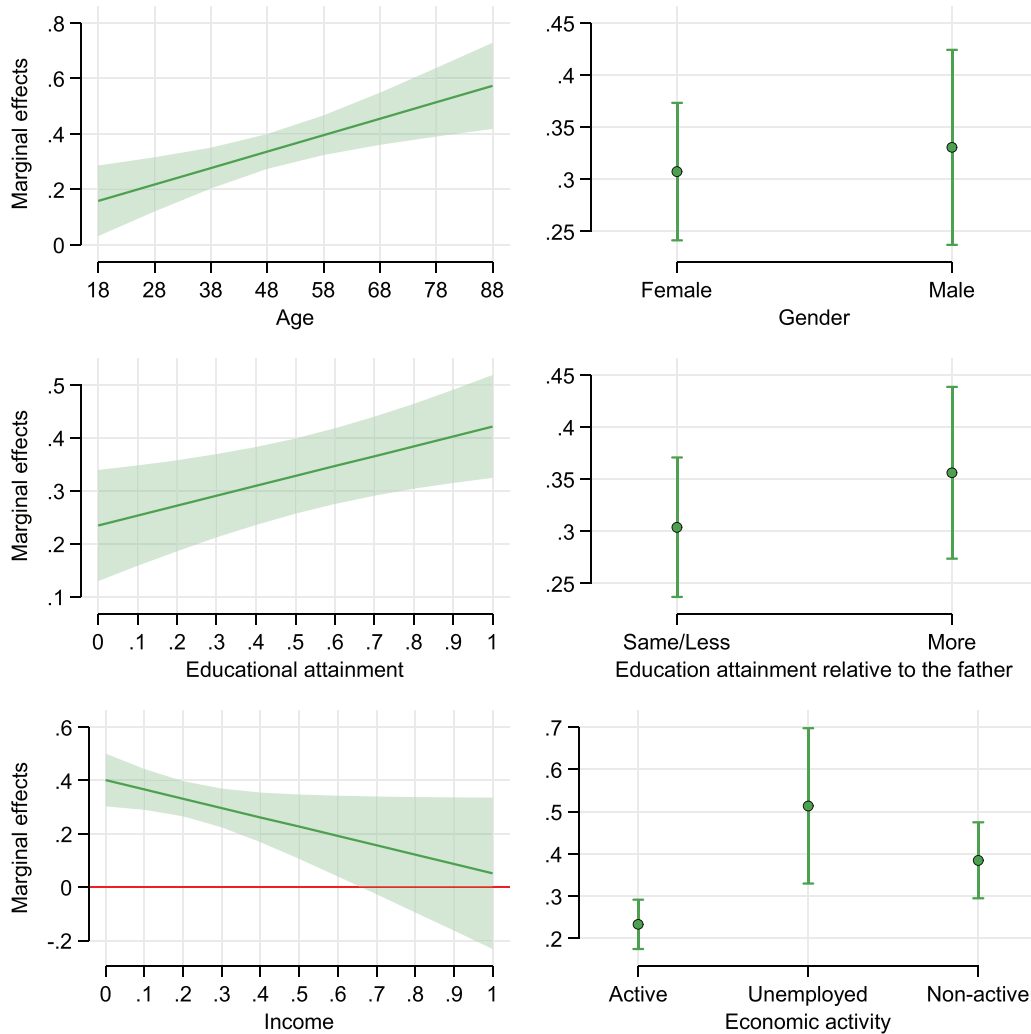 Marginal effects
.8
.6
.4
.2
0
18 28 38 48 58 68 78 88
Age
.45
.4
.35
.3
.25
Female Male
Gender
Marginal effects
.5
.4
.3
.2
.1
0 .1 .2 .3 .4 .5 .6 .7 .8 .9 1
Educational attainment
.45
.4
.35
.3
.25
Same/Less More
Education attainment relative to the father
Marginal effects
.6
.4
.2
0
-.2
0 .1 .2 .3 .4 .5 .6 .7 .8 .9 1
Income
.7
.6
.5
.4
.3
.2
Active Unemployed Non-active
Economic activity